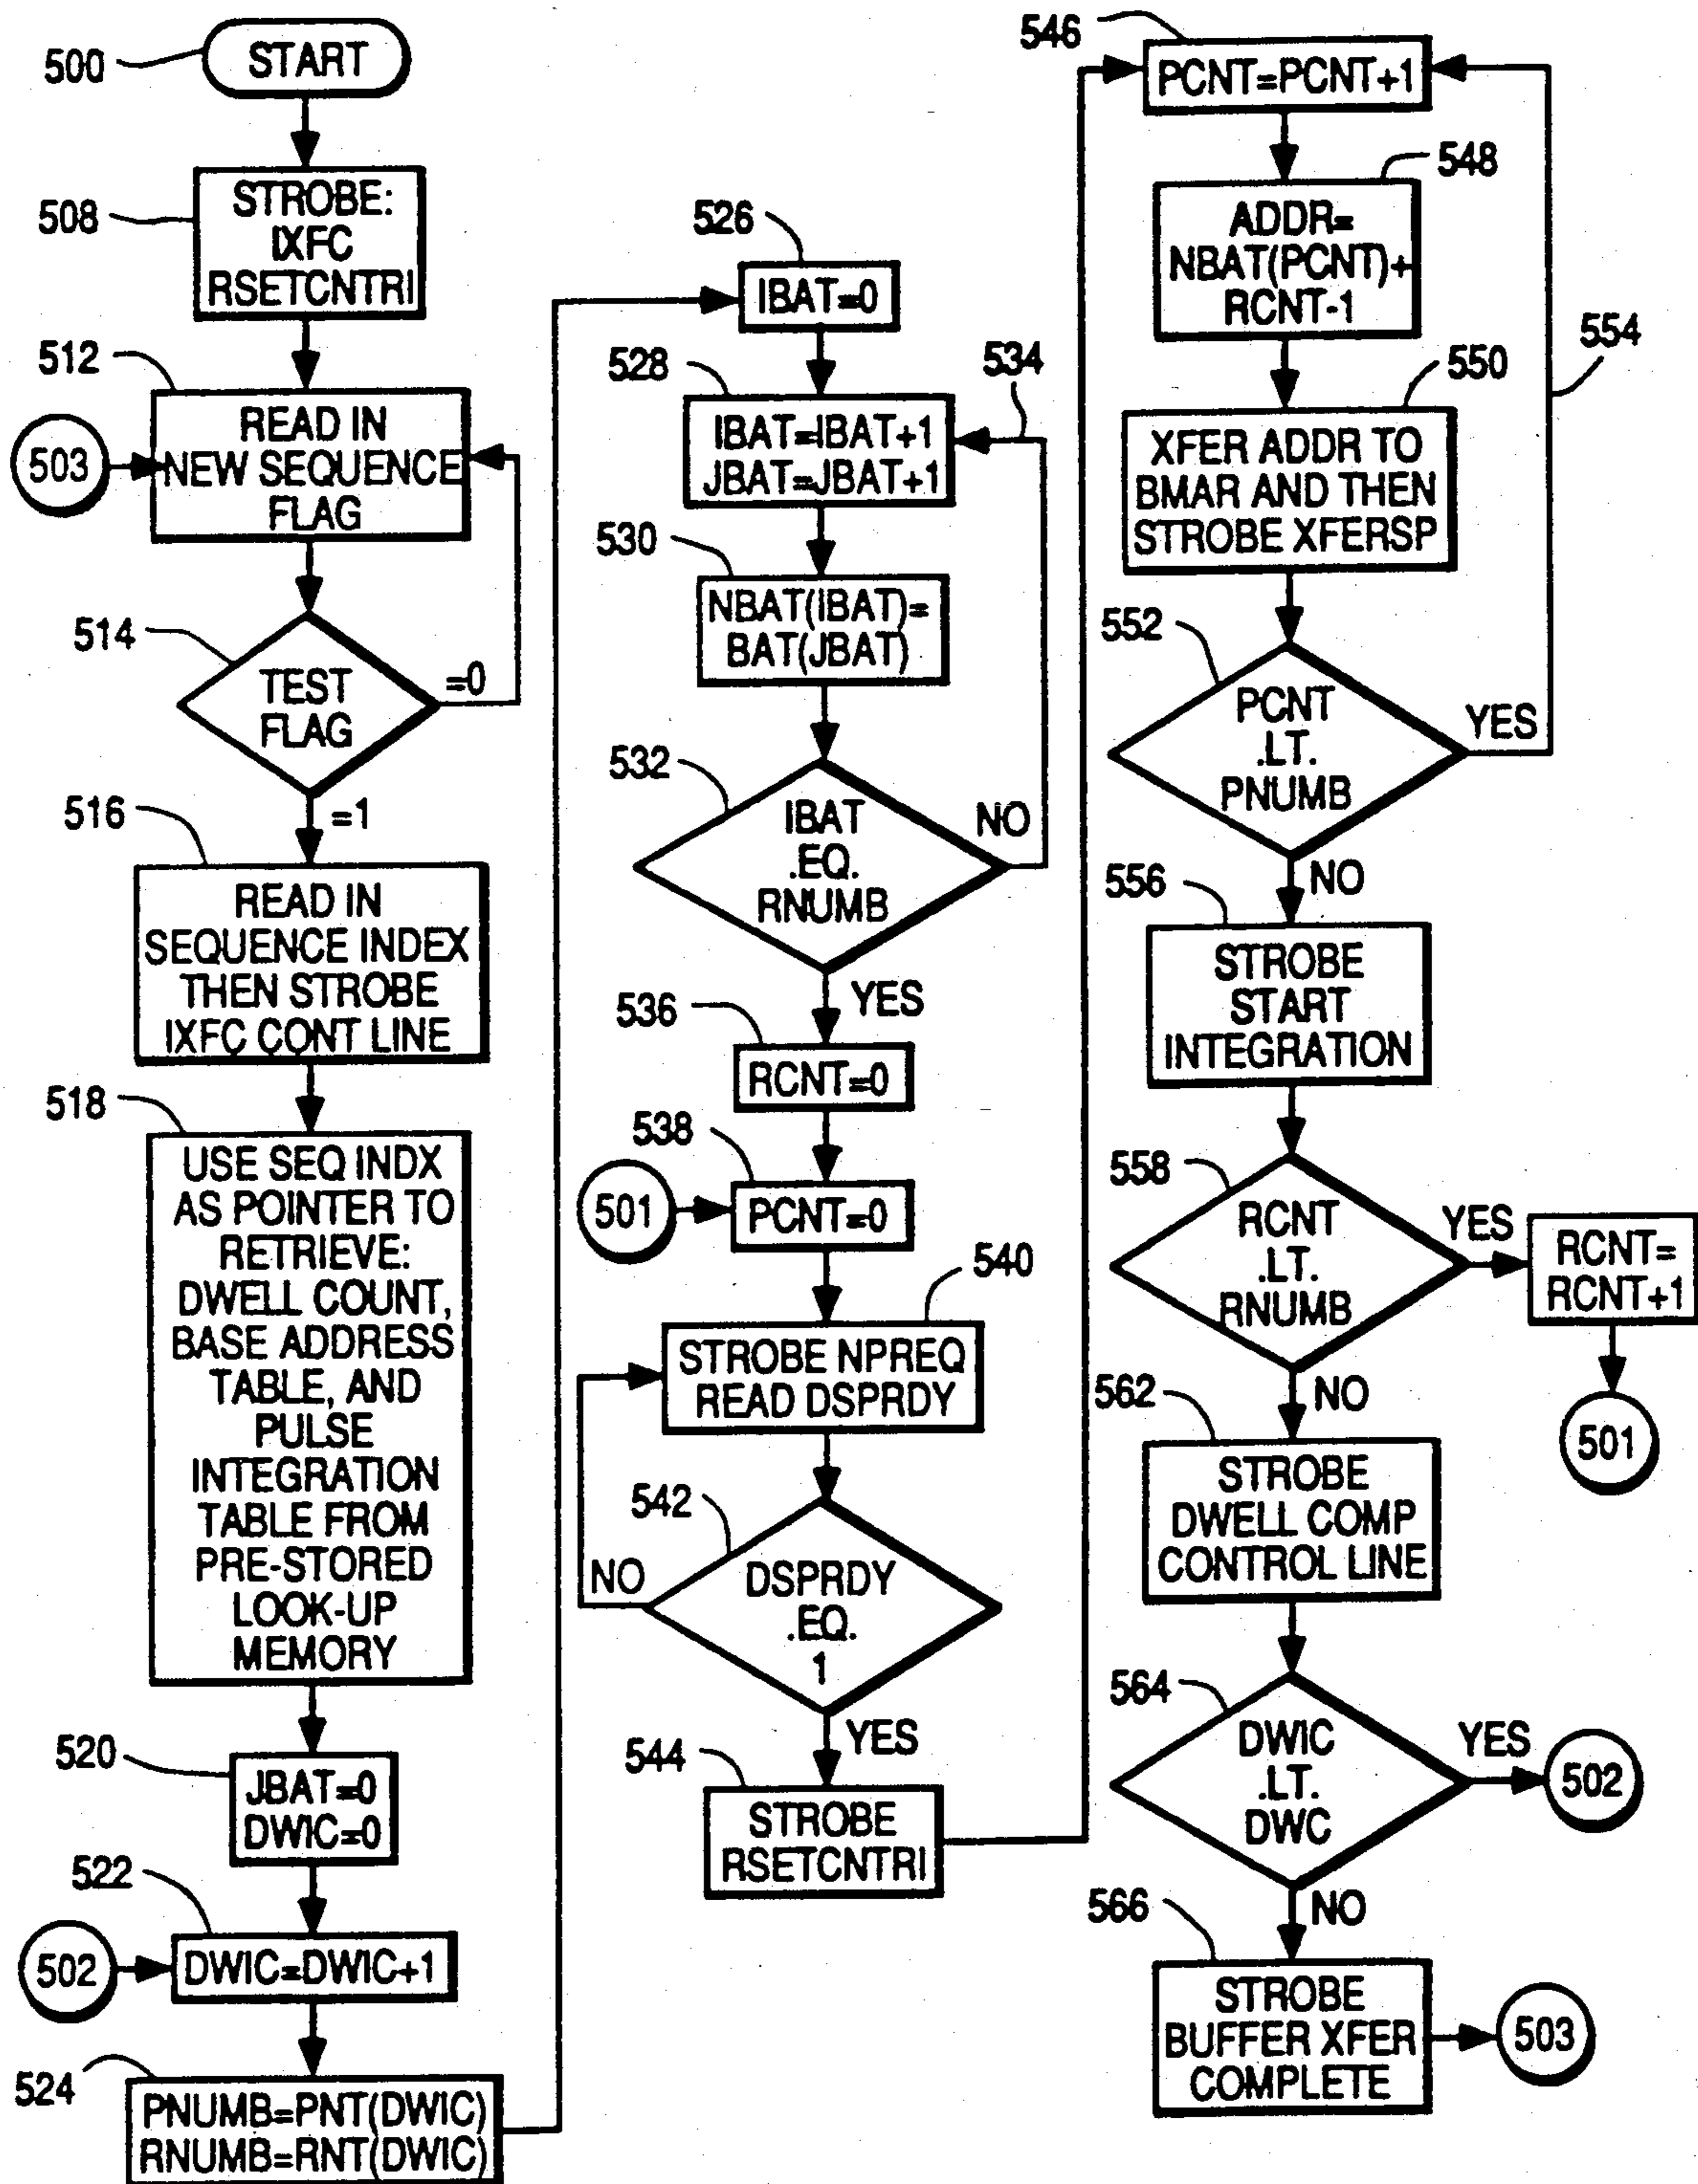 500
START
508
STROBE:
IXFC
RSETCNTRI
512
503
READ IN
NEW SEQUENCE
FLAG
514
TEST
FLAG
=0
=1
516
READ IN
SEQUENCE INDEX
THEN STROBE
IXFC CONT LINE
518
USE SEQ INDX
AS POINTER TO
RETRIEVE:
DWELL COUNT,
BASE ADDRESS
TABLE, AND
PULSE
INTEGRATION
TABLE FROM
PRE-STORED
LOOK-UP
MEMORY
520
JBAT=0
DWIC=0
522
502
DWIC=DWIC+1
524
PNUMB=PNT(DWIC)
RNUMB=RNT(DWIC)
526
IBAT=0
528
534
IBAT=IBAT+1
JBAT=JBAT+1
530
NBAT(IBAT)=
BAT(JBAT)
532
IBAT
.EQ.
RNUMB
NO
YES
536
RCNT=0
538
501
PCNT=0
540
STROBE NPREQ
READ DSPRDY
542
DSPRDY
.EQ.
1
NO
YES
544
STROBE
RSETCNTRI
546
PCNT=PCNT+1
548
ADDR=
NBAT(PCNT)+
RCNT-1
554
550
XFER ADDR TO
BMAR AND THEN
STROBE XFERSP
552
PCNT
.LT.
PNUMB
YES
NO
556
STROBE
START
INTEGRATION
558
RCNT
.LT.
RNUMB
YES
RCNT=
RCNT+1
501
NO
562
STROBE
DWELL COMP
CONTROL LINE
564
DWIC
.LT.
DWC
YES
502
NO
566
STROBE
BUFFER XFER
COMPLETE
503